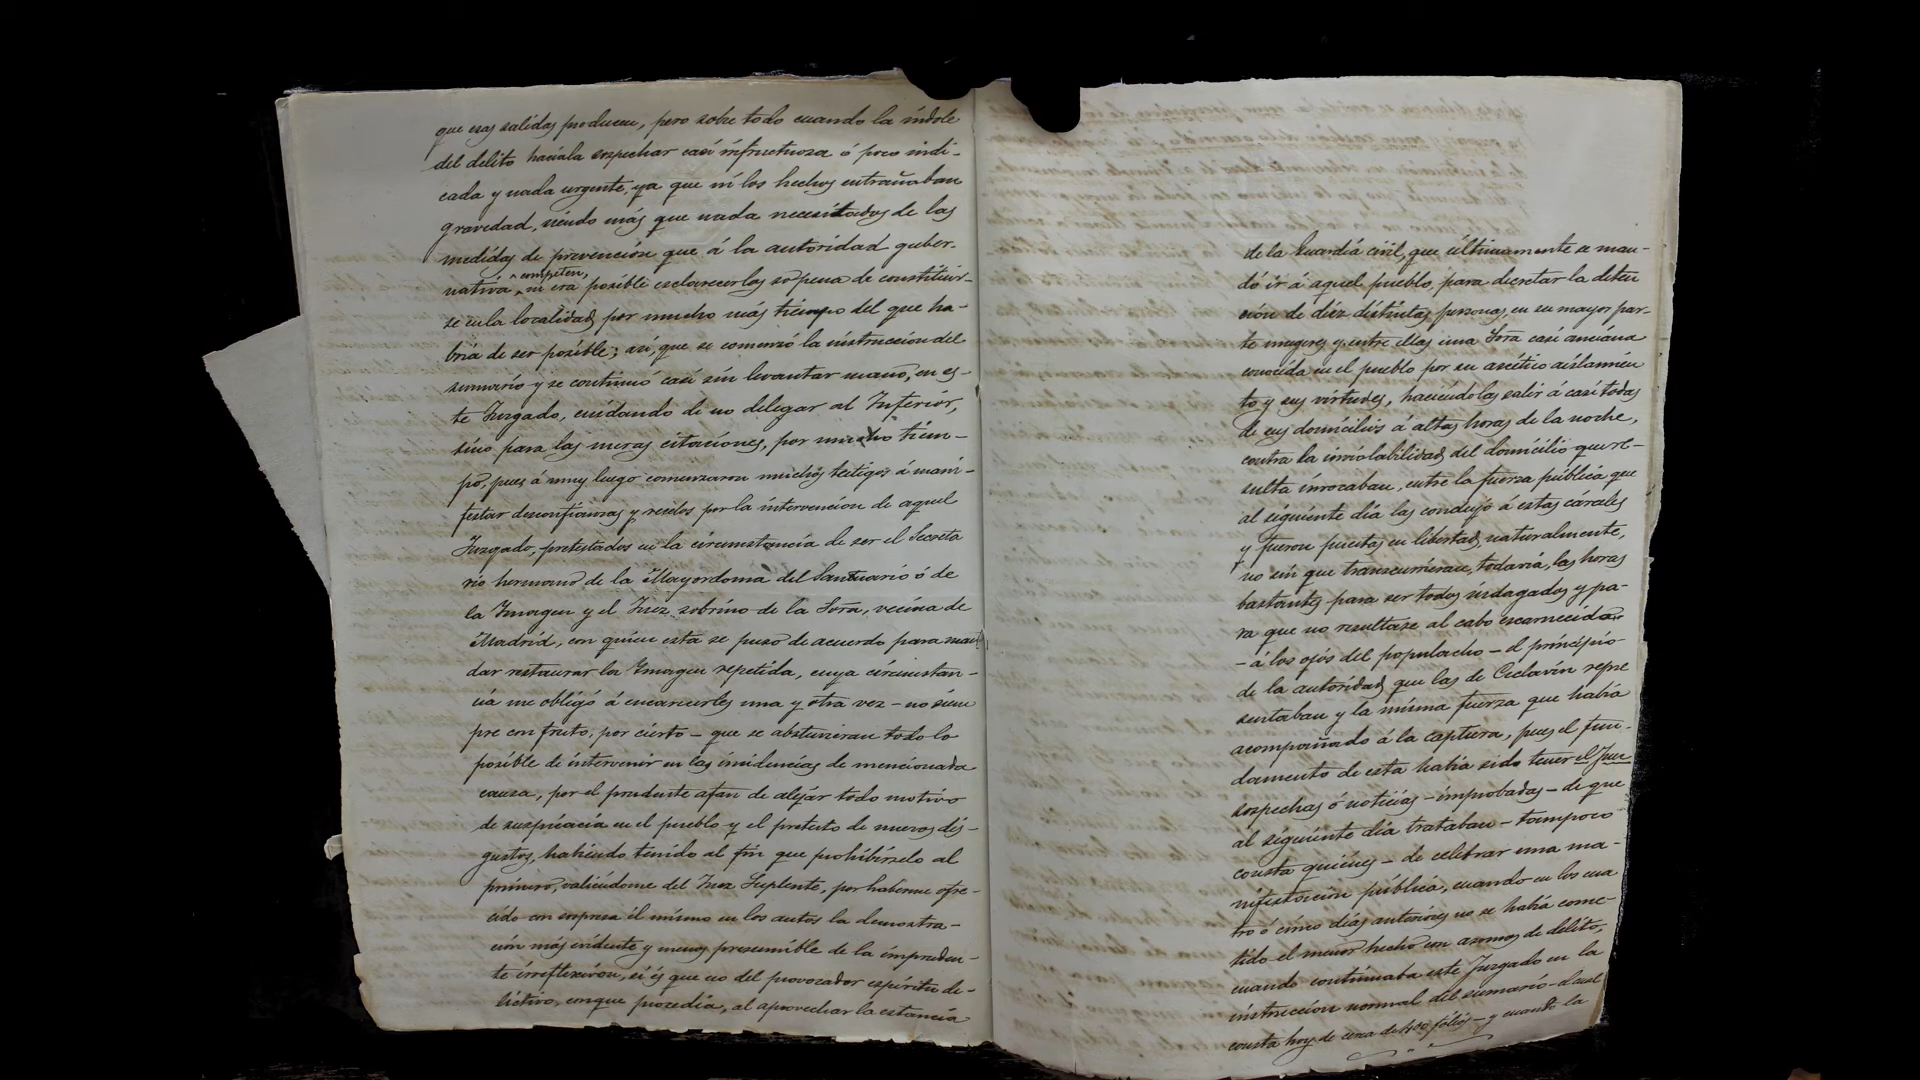 que esas salidas producen, pero sobre todo cuando la índole
del delito hacíala sospechar casi infructuosa ó poco indi-
cada y nada urgente, ya que ni los hechos entrañaban
gravedad, siendo más que nada necesitados de las
medidas de prevención que á la autoridad guber-
nativa competen, ni era posible esclarecerlos so pena de constituir-
se en la localidad por mucho más tiempo del que ha-
bría de ser posible; así, que se comenzó la instrucción del
sumario y se continuó casi sin levantar mano, en es-
te Juzgado, cuidando de no delegar al Inferior,
sino para las meras citaciones, por mucho tiem-
po, pues á muy luego comenzaron muchos testigos á mani-
festar desconfianzas y recelos por la intervención de aquel
Juzgado, pretestados en la circunstancia de ser el Secreta
rio hermano de la Mayordoma del Santuario ó de
la Imagen y el Juez sobrino de la Sora, vecina de
Madrid, con quien esta se puso de acuerdo para man
dar restaurar la Imagen repetida, cuya circunstan-
cia me obligó á encarecerles una y otra vez - no siem
pre con fruto, por cierto - que se abstuvieran todo lo
posible de intervenir en las incidencias de mencionada
causa, por el prudente afan de alejar todo motivo
de suspicacia en el pueblo y el pretesto de nuevos dis-
gustos, habiendo tenido al fin que prohibírselo al
primero, valiéndome del Juez Suplente, por haberme ofre-
cido con sorpresa él mismo en los autos la demostra-
ción más evidente y menos presumible de la impruden-
te irreflexión, si es que no del provocador espíritu de-
lictivo, conque procedía, al aprovechar la estancia
de la Guardia civil, que últimamente se man-
dó ir á aquel pueblo, para decretar la deten
ción de diez distintas personas, en su mayor par-
te mugeres y entre ellas una Sora casi anciana
conocida en el pueblo por su ascético aislamien
to y sus virtudes, haciéndolas salir á casi todas
de sus domicilios á altas horas de la noche,
contra la inviolabilidad del domicilio que re-
sulta invocaban, entre la fuerza pública que
al siguiente día las condujo á estas cárceles
y fueron puestas en libertad, naturalmente,
no sin que transcurrieran, todavía, las horas
bastantes para ser todos indagados y pa-
ra que no resultase al cabo escarnecido
- á los ojos del populacho - el principio
de la autoridad que las de Ceclavín repre
sentaban y la misma fuerza que había
acompañado á la captura, pues el fun-
damento de esta había sido tener el Juez
sospechas ó noticias - improbadas - de que
al siguiente día trataban - tampoco
consta quiénes - de celebrar una ma-
nifestación pública, cuando en los cua
tro ó cinco días anteriores no se había come-
tido el menor hecho con asomos de delito,
cuando continuaba este Juzgado en la
instrucción normal del sumario - el cual
consta hoy de cerca de 400 fólios - y cuando la